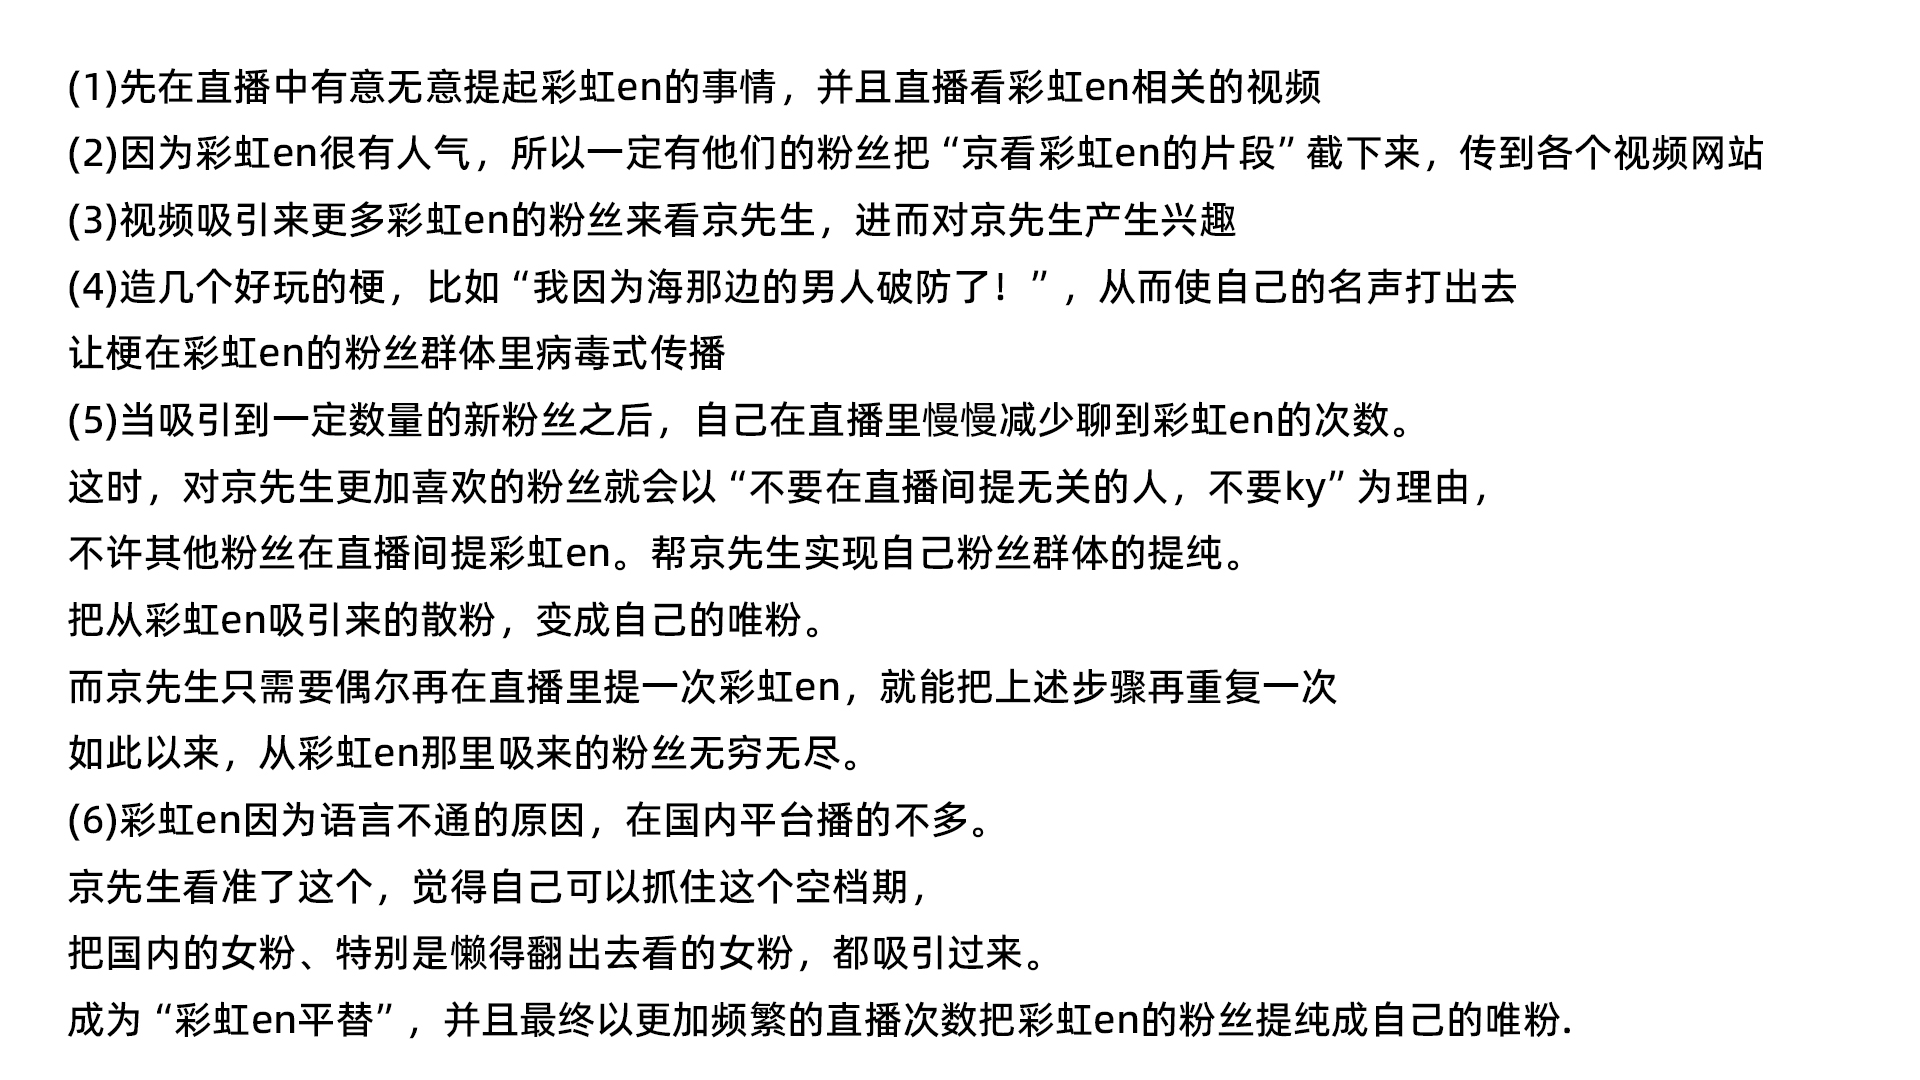 (1)先在直播中有意无意提起彩虹en的事情，并且直播看彩虹en相关的视频
(2)因为彩虹en很有人气，所以一定有他们的粉丝把“京看彩虹en的片段”截下来，传到各个视频网站
(3)视频吸引来更多彩虹en的粉丝来看京先生，进而对京先生产生兴趣
(4)造几个好玩的梗，比如“我因为海那边的男人破防了！”，从而使自己的名声打出去
让梗在彩虹en的粉丝群体里病毒式传播
(5)当吸引到一定数量的新粉丝之后，自己在直播里慢慢减少聊到彩虹en的次数。
这时，对京先生更加喜欢的粉丝就会以“不要在直播间提无关的人，不要ky”为理由，
不许其他粉丝在直播间提彩虹en。帮京先生实现自己粉丝群体的提纯。
把从彩虹en吸引来的散粉，变成自己的唯粉。
而京先生只需要偶尔再在直播里提一次彩虹en，就能把上述步骤再重复一次
如此以来，从彩虹en那里吸来的粉丝无穷无尽。
(6)彩虹en因为语言不通的原因，在国内平台播的不多。
京先生看准了这个，觉得自己可以抓住这个空档期，
把国内的女粉、特别是懒得翻出去看的女粉，都吸引过来。
成为“彩虹en平替”，并且最终以更加频繁的直播次数把彩虹en的粉丝提纯成自己的唯粉.